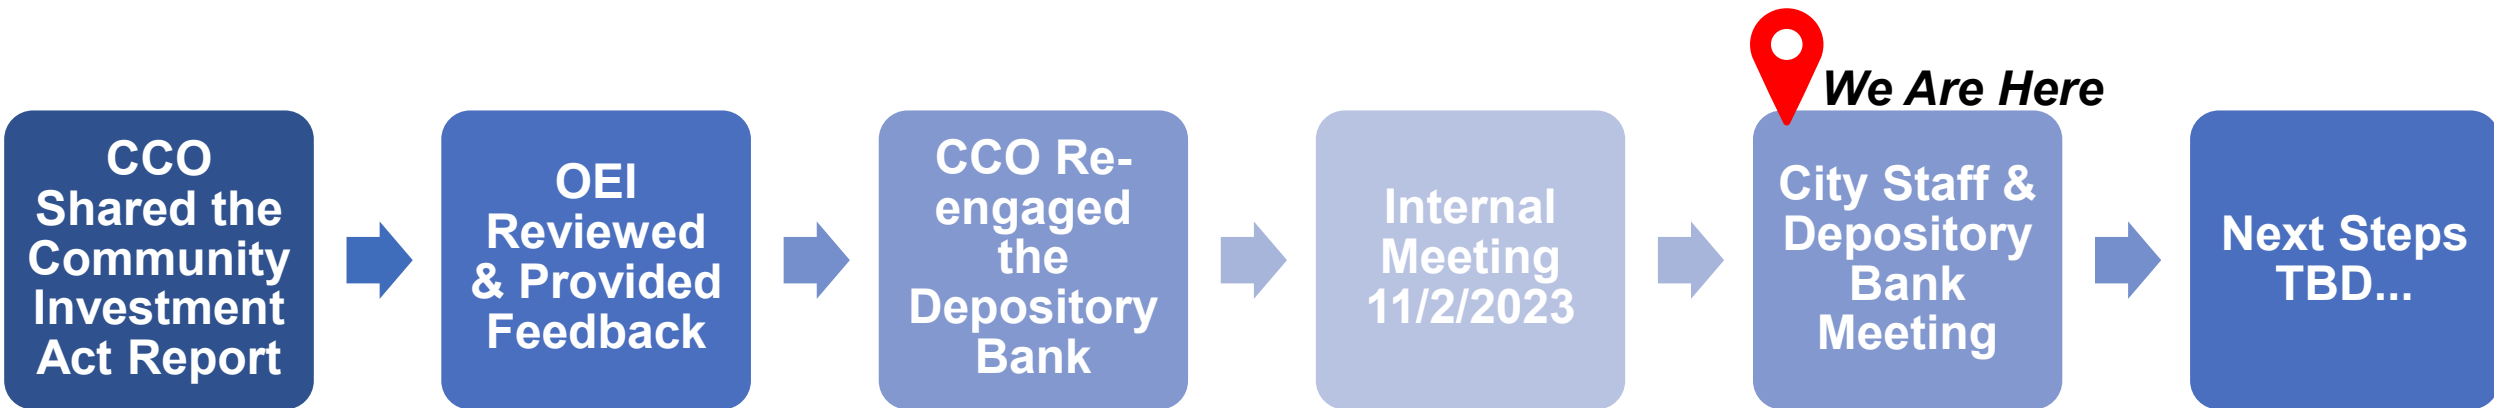 We Are Here
CCO
Shared the
Community
Investment
Act Report
OEI
Reviewed
& Provided
Feedback
CCO Re-
engaged
the
Depository
Bank
Internal
Meeting
11/2/2023
City Staff &
Depository
Bank
Meeting
Next Steps
TBD...